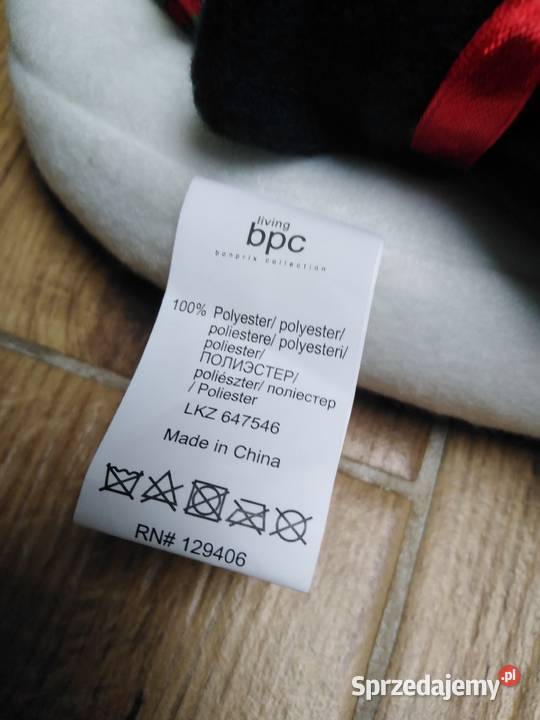 living
bpc
bonprix collection
100% Polyester/ polyester/
poliestere/ polyesteri/
poliester/
ПОЛИЭСТЕР/
poliészter/ поліестер
/ Poliester
LKZ 647546
Made in China
RN# 129406
Sprzedajemy.pl